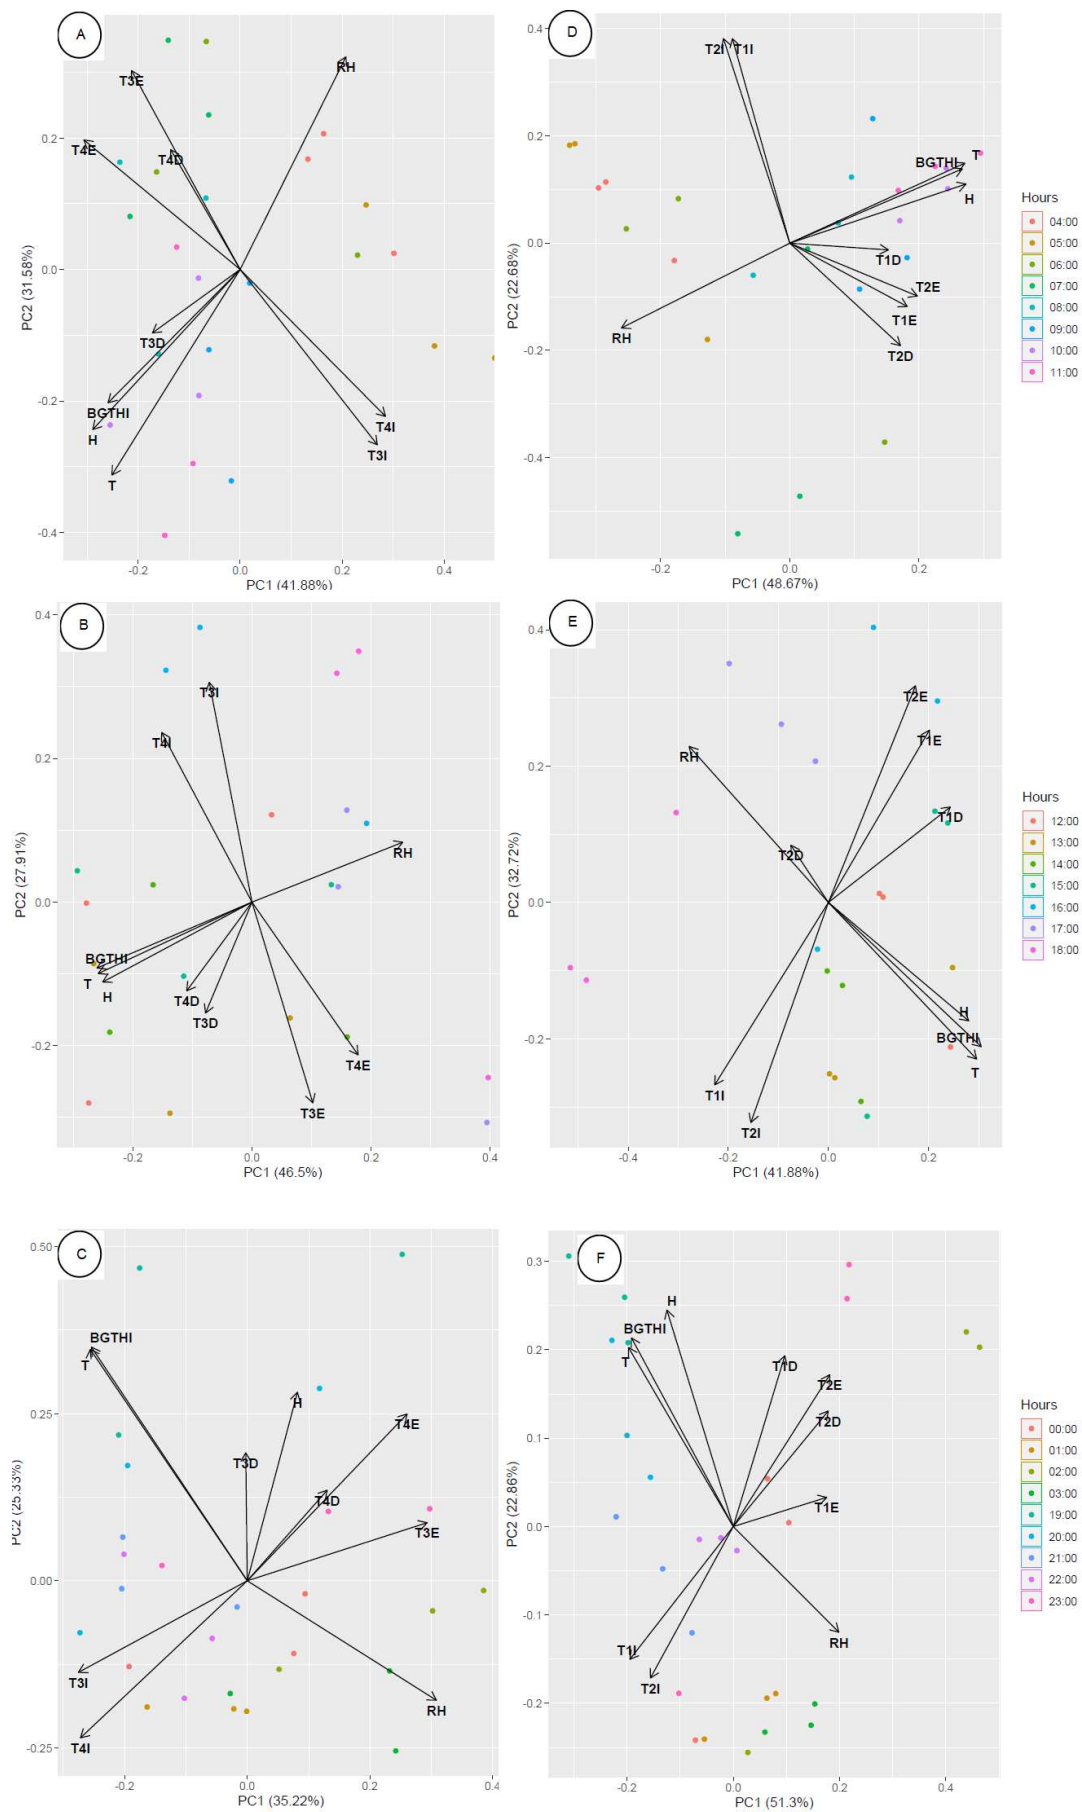 A
0.2
0.0
-0.2
-0.4
PC2 (31.58%)
RH
T3E
T4E
T4D
T3D
BGTHI
H
T
T4I
T3I
-0.2
0.0
0.2
0.4
PC1 (41.88%)
D
0.4
0.2
0.0
-0.2
-0.4
PC2 (22.68%)
T2I
T1I
BGTHI
T
H
T1D
T2E
T1E
T2D
RH
-0.2
0.0
0.2
PC1 (48.67%)
Hours
04:00
05:00
06:00
07:00
08:00
09:00
10:00
11:00
B
0.4
0.2
0.0
-0.2
PC2 (27.91%)
T3I
T4I
RH
BGTHI
T
H
T4D
T3D
T4E
T3E
-0.2
0.0
0.2
0.4
PC1 (46.5%)
E
0.4
0.2
0.0
-0.2
PC2 (32.72%)
T2E
T1E
RH
T1D
T2D
H
BGTHI
T
T1I
T2I
-0.4
-0.2
0.0
0.2
PC1 (41.88%)
Hours
12:00
13:00
14:00
15:00
16:00
17:00
18:00
C
0.50
0.25
0.00
-0.25
PC2 (25.33%)
BGTHI
T
H
T4E
T3D
T4D
T3E
T3I
T4I
RH
-0.2
0.0
0.2
0.4
PC1 (35.22%)
F
0.3
0.2
0.1
0.0
-0.1
-0.2
PC2 (22.86%)
H
BGTHI
T
T1D
T2E
T2D
T1E
RH
T1I
T2I
-0.2
0.0
0.2
0.4
PC1 (51.3%)
Hours
00:00
01:00
02:00
03:00
19:00
20:00
21:00
22:00
23:00